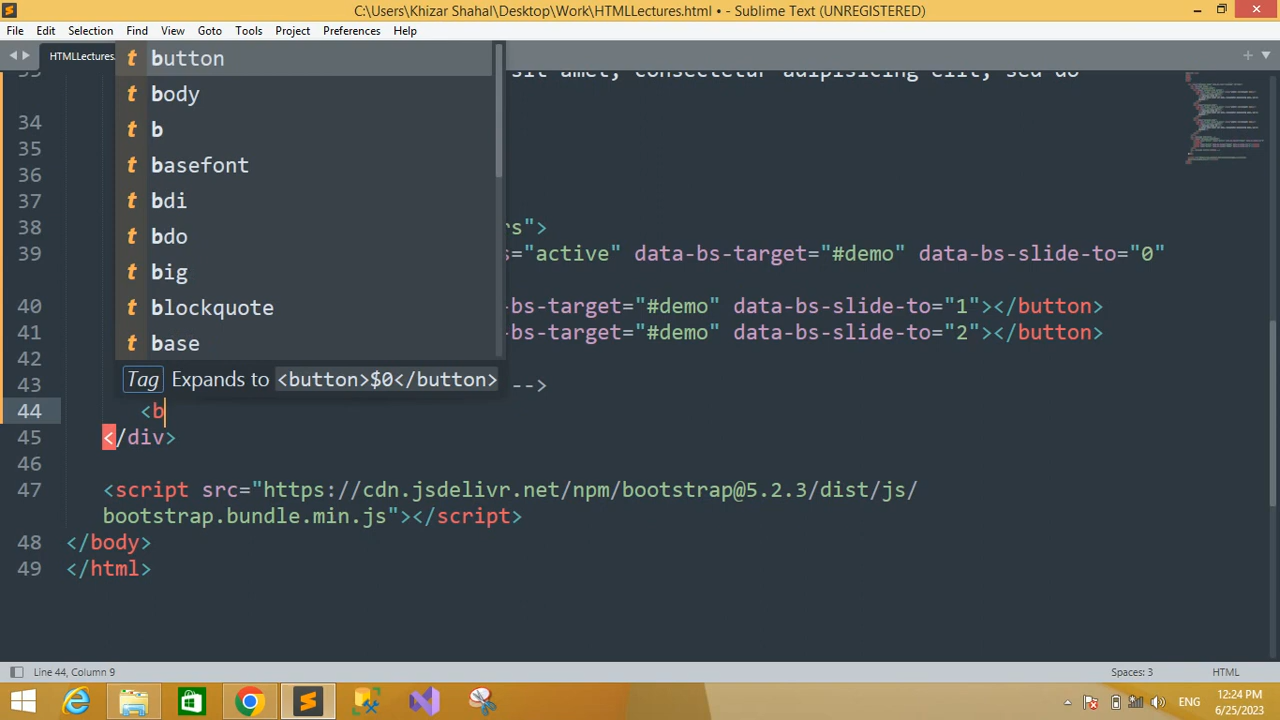 C:\Users\Khizar Shahal\Desktop\Work\HTMLLectures.html • - Sublime Text (UNREGISTERED)
File Edit Selection Find View Goto Tools Project Preferences Help
HTMLLectures.
t button
t body
t b
t basefont
t bdi
t bdo
t big
t blockquote
t base
Tag Expands to <button>$0</button>
33 sit amet, consectetur adipisicing elit, sed do
34
35
36
37
38 rs">
39 s="active" data-bs-target="#demo" data-bs-slide-to="0"
40 -bs-target="#demo" data-bs-slide-to="1"></button>
41 -bs-target="#demo" data-bs-slide-to="2"></button>
42
43 -->
44 <b
45 </div>
46
47 <script src="https://cdn.jsdelivr.net/npm/bootstrap@5.2.3/dist/js/
bootstrap.bundle.min.js"></script>
48 </body>
49 </html>
Line 44, Column 9 Spaces: 3 HTML
ENG 12:24 PM
6/25/2023